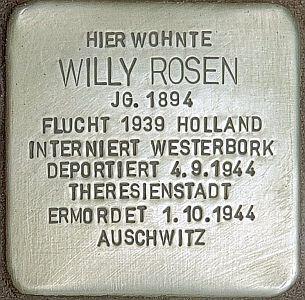 HIER WOHNTE
WILLY ROSEN
JG. 1894
FLUCHT 1939 HOLLAND
INTERNIERT WESTERBORK
DEPORTIERT 4.9.1944
THERESIENSTADT
ERMORDET 1.10.1944
AUSCHWITZ